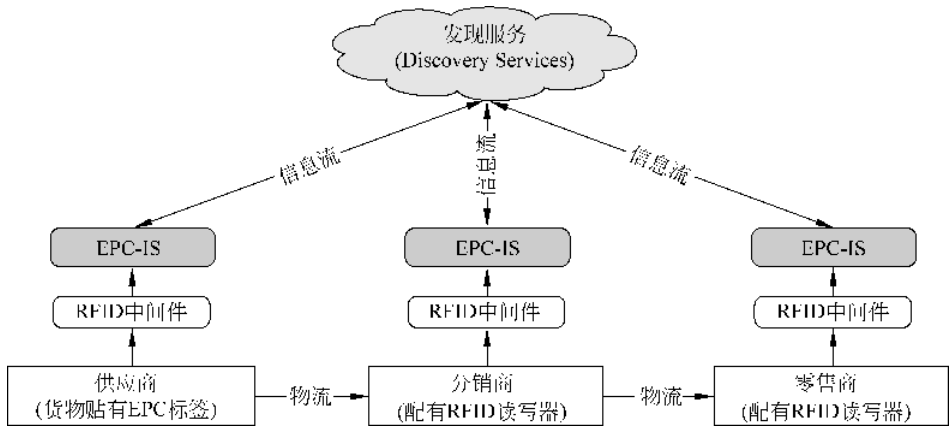 发现服务
(Discovery Services)
信息流
信息流
信息流
EPC-IS
EPC-IS
EPC-IS
RFID中间件
RFID中间件
RFID中间件
供应商
(货物贴有EPC标签)
物流
分销商
(配有RFID读写器)
物流
零售商
(配有RFID读写器)